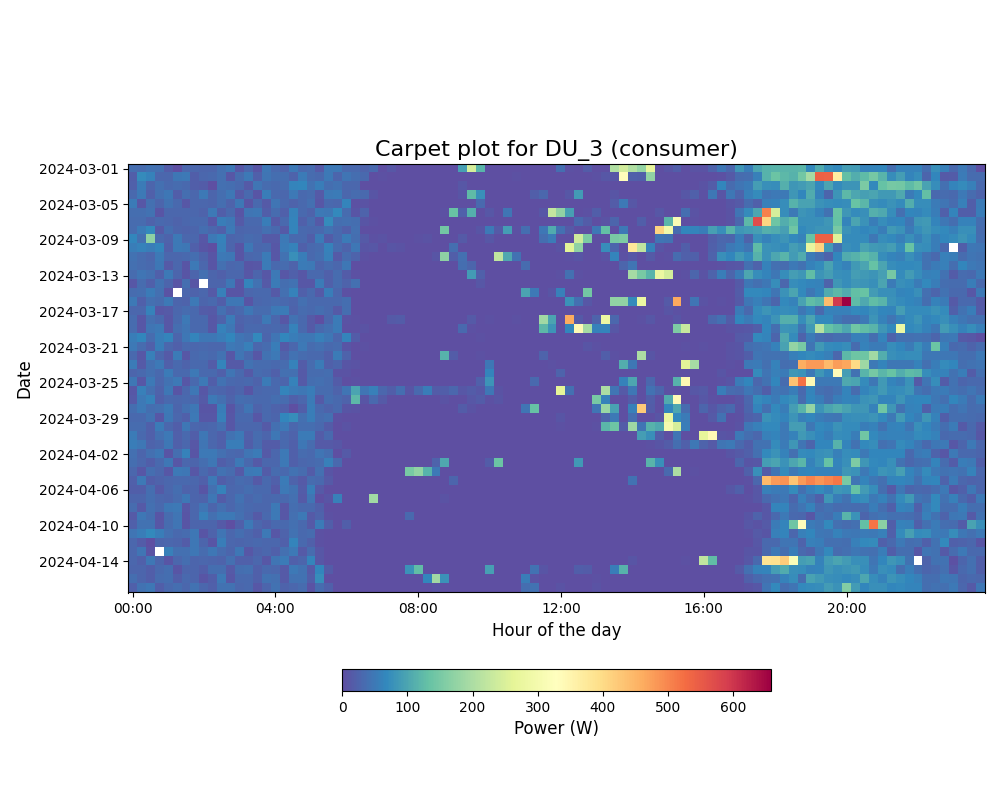 Carpet plot for DU_3 (consumer)
2024-03-01
2024-03-05
2024-03-09
2024-03-13
2024-03-17
2024-03-21
2024-03-25
2024-03-29
2024-04-02
2024-04-06
2024-04-10
2024-04-14
Date
00:00 04:00 08:00 12:00 16:00 20:00
Hour of the day
0 100 200 300 400 500 600
Power (W)